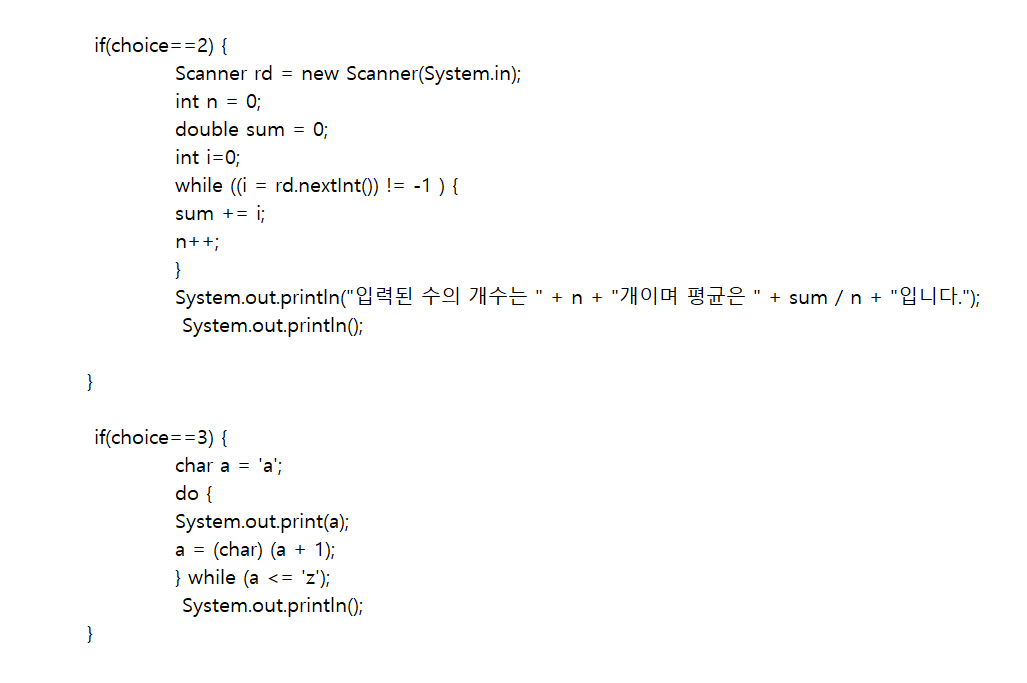 if(choice==2) {
Scanner rd = new Scanner(System.in);
int n = 0;
double sum = 0;
int i=0;
while ((i = rd.nextInt()) != -1 ) {
sum += i;
n++;
}
System.out.println("입력된 수의 개수는 " + n + "개이며 평균은 " + sum / n + "입니다.");
System.out.println();
}
if(choice==3) {
char a = 'a';
do {
System.out.print(a);
a = (char) (a + 1);
} while (a <= 'z');
System.out.println();
}